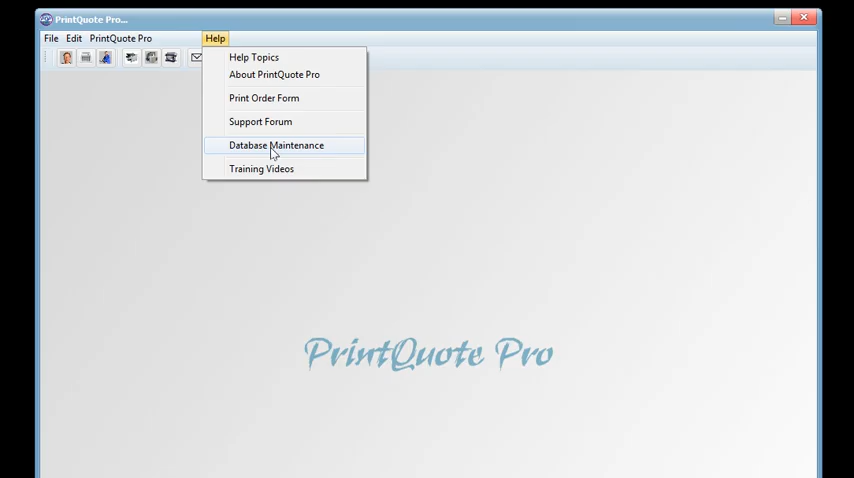 PrintQuote Pro...
File Edit PrintQuote Pro Help
Help Topics
About PrintQuote Pro
Print Order Form
Support Forum
Database Maintenance
Training Videos
PrintQuote Pro